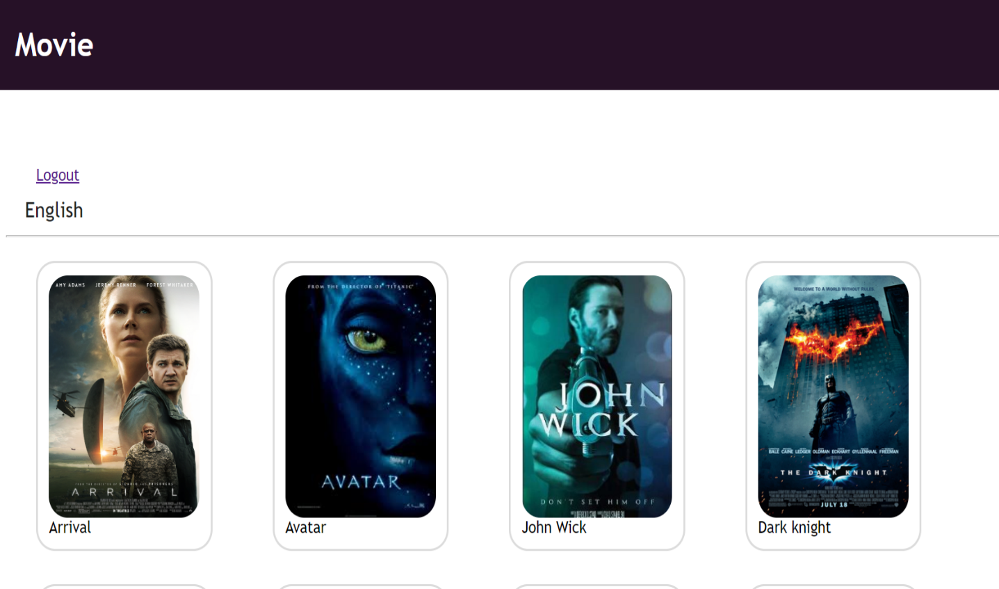 Movie
Logout
English
AMY ADAMS JEREMY RENNER FOREST WHITAKER
ARRIVAL
Arrival
FROM THE DIRECTOR OF 'TITANIC'
AVATAR
Avatar
JOHN
WICK
DON'T SET HIM OFF
John Wick
WELCOME TO A WORLD WITHOUT RULES.
BALE CAINE LEDGER OLDMAN ECKHART GYLLENHAAL FREEMAN
THE DARK KNIGHT
JULY 18
Dark knight